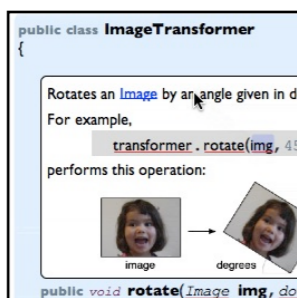 public class ImageTransformer
{
Rotates an Image by an angle given in d
For example,
transformer . rotate(img, 45
performs this operation:
image
degrees
public void rotate(Image img, do